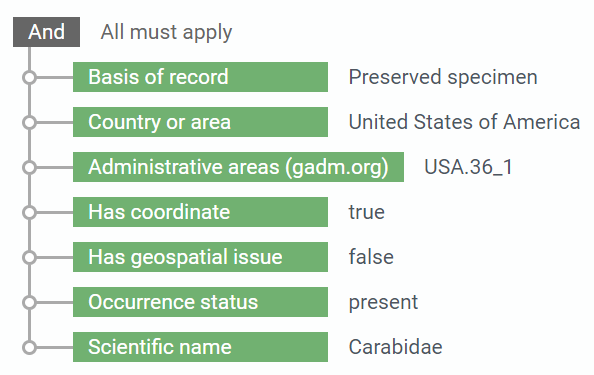 And All must apply
Basis of record Preserved specimen
Country or area United States of America
Administrative areas (gadm.org) USA.36_1
Has coordinate true
Has geospatial issue false
Occurrence status present
Scientific name Carabidae